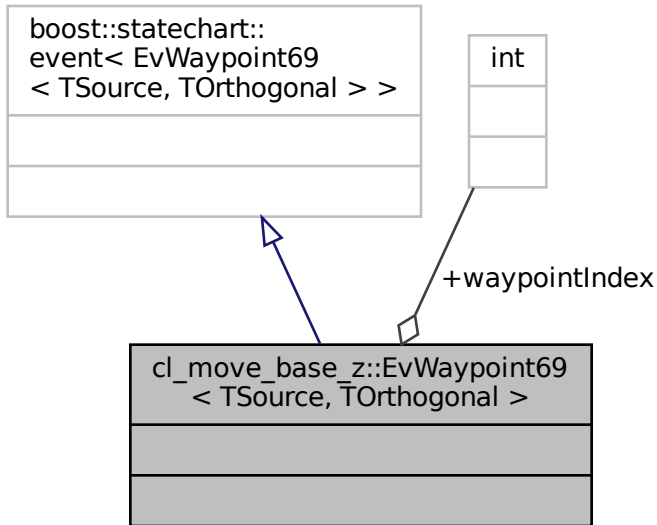 boost::statechart::
event< EvWaypoint69
< TSource, TOrthogonal > >
int
+waypointIndex
cl_move_base_z::EvWaypoint69
< TSource, TOrthogonal >